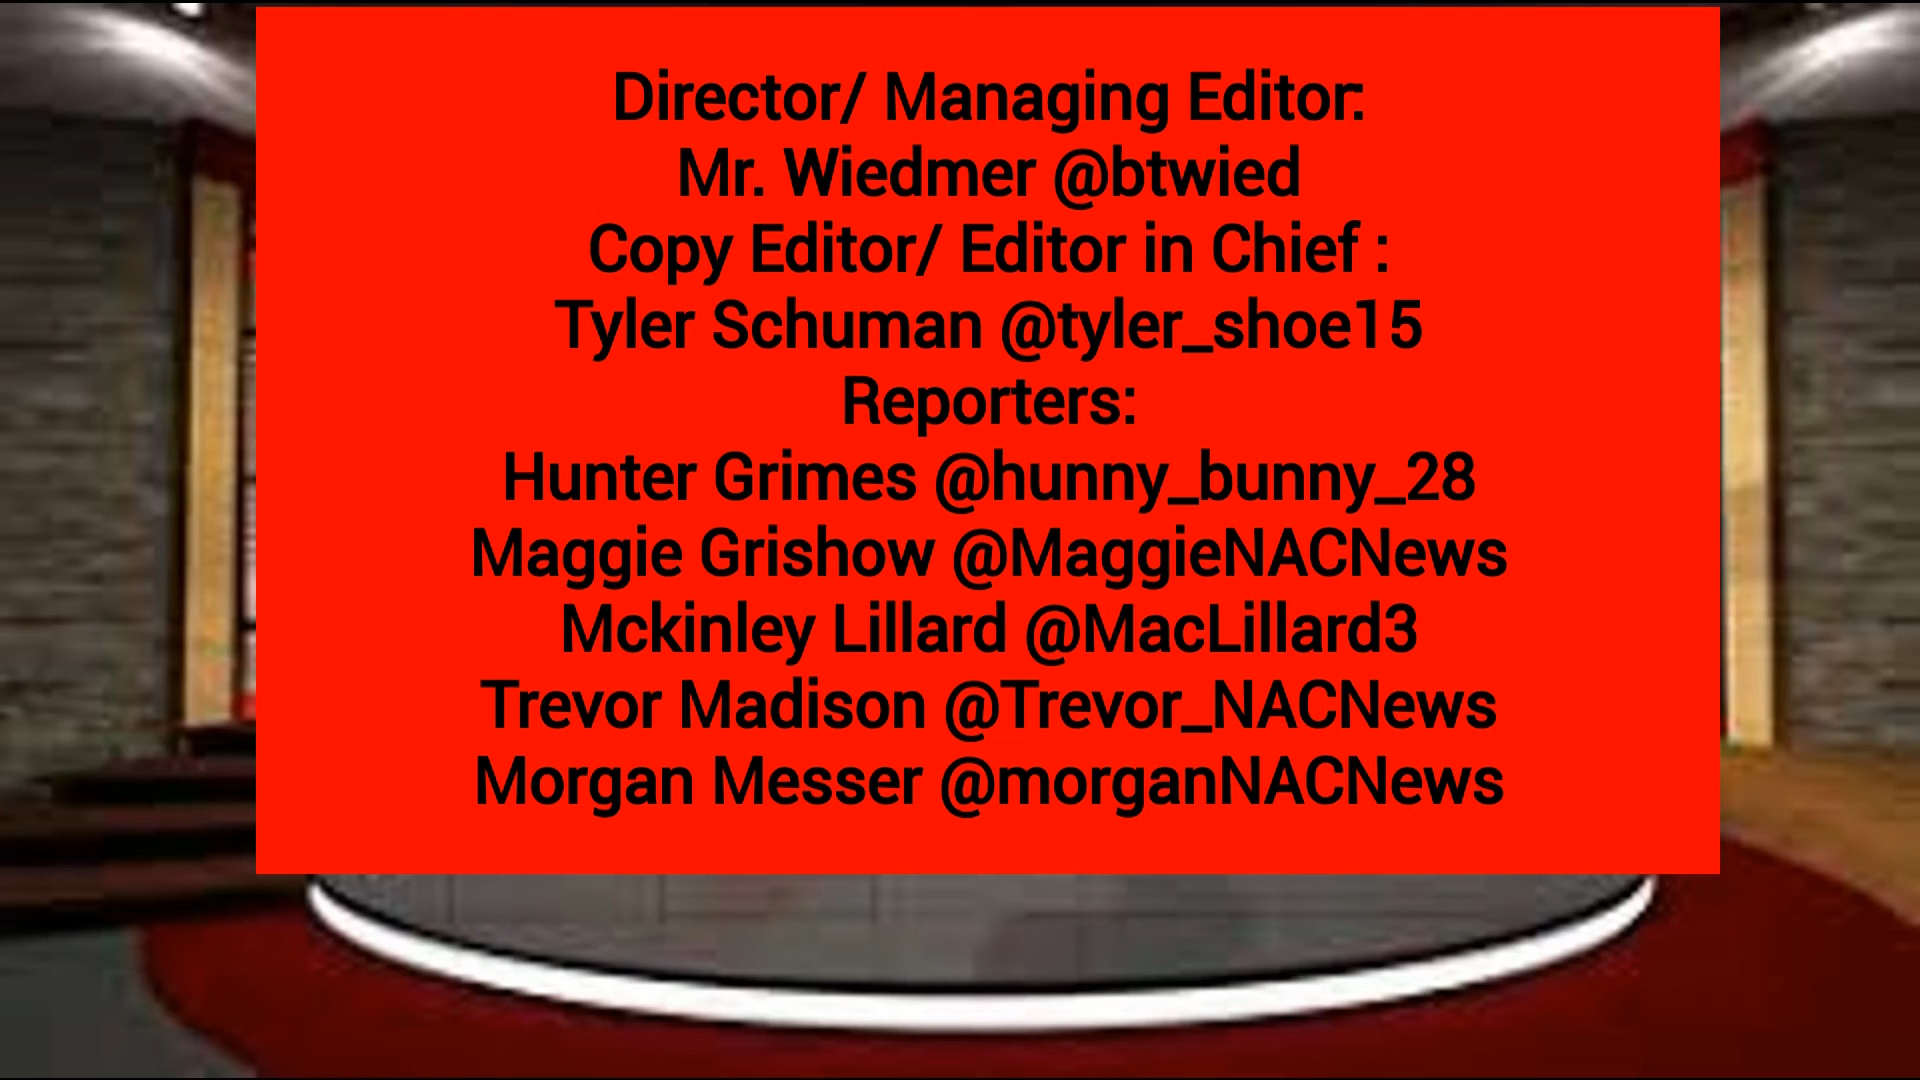 Director/ Managing Editor:
Mr. Wiedmer @btwied
Copy Editor/ Editor in Chief :
Tyler Schuman @tyler_shoe15
Reporters:
Hunter Grimes @hunny_bunny_28
Maggie Grishow @MaggieNACNews
Mckinley Lillard @MacLillard3
Trevor Madison @Trevor_NACNews
Morgan Messer @morganNACNews